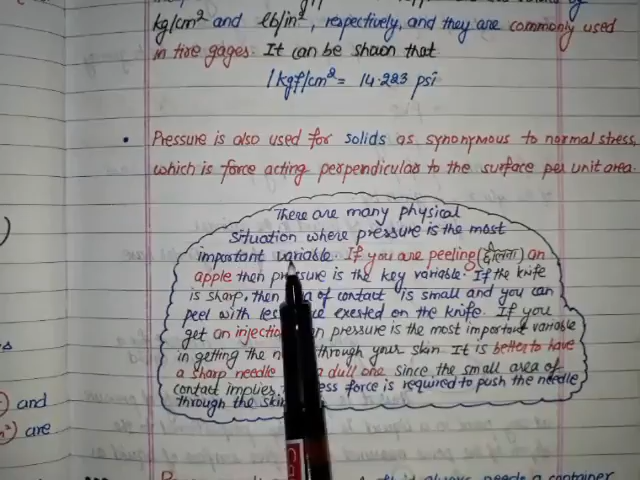 kg/cm² and lb/in², respectively, and they are commonly used
in tire gages. It can be shown that
1 kgf/cm² = 14.223 psi
• Pressure is also used for solids as synonymous to normal stress,
which is force acting perpendicular to the surface per unit area.
There are many physical
Situation where pressure is the most
important variable. If you are peeling (छीलना) an
apple then pressure is the key variable. If the knife
is sharp, then of contact is small and you can
peel with exerted on the knife. If you
get an injection pressure is the most important variable
in getting the through your skin. It is better to have
a sharp needle a dull one since the small area of
contact implies force is required to push the needle
through the
and
are
a container